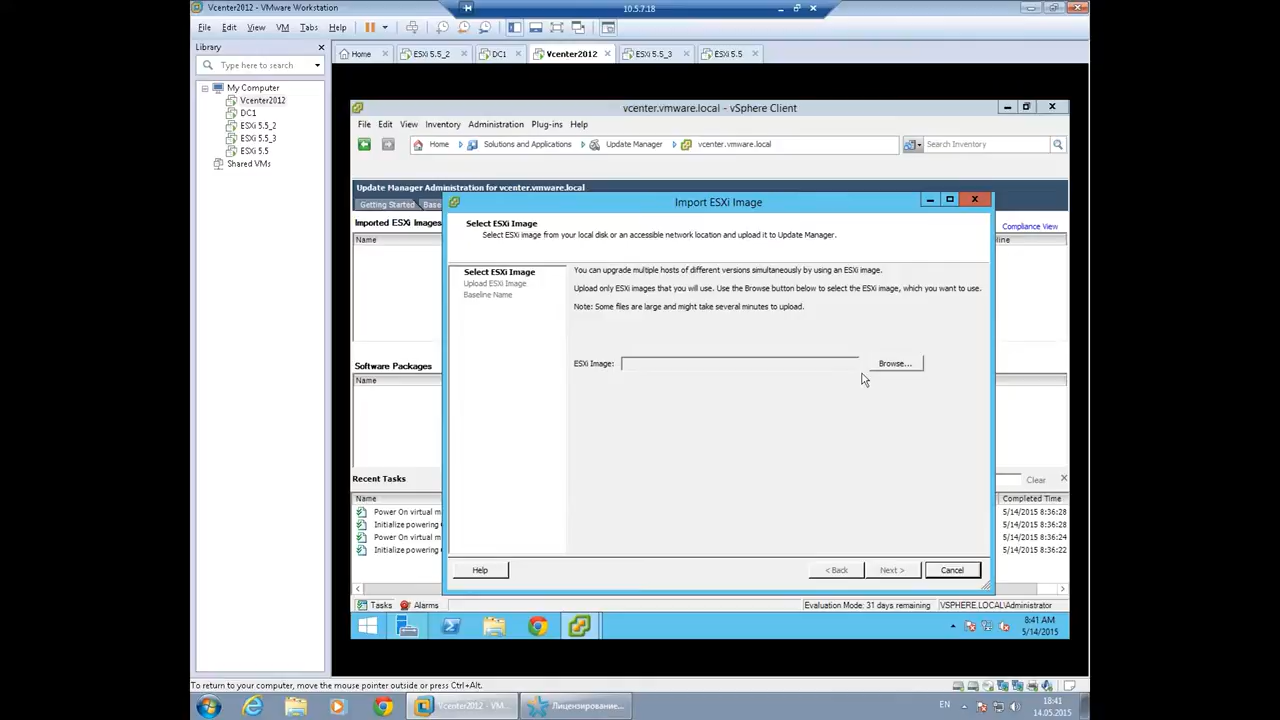 Vcenter2012 - VMware Workstation
10.5.7.18
File Edit View VM Tabs Help
Library
Type here to search
My Computer
Vcenter2012
DC1
ESXi 5.5_2
ESXi 5.5_3
ESXi 5.5
Shared VMs
Home
ESXi 5.5_2
DC1
Vcenter2012
ESXi 5.5_3
ESXi 5.5
vcenter.vmware.local - vSphere Client
File Edit View Inventory Administration Plug-ins Help
Home Solutions and Applications Update Manager vcenter.vmware.local
Search Inventory
Update Manager Administration for vcenter.vmware.local
Getting Started Base
Imported ESXi Images
Compliance View
Name
Software Packages
Name
Recent Tasks
Clear
Name
Completed Time
Power On virtual m
5/14/2015 8:36:28
Initialize powering
5/14/2015 8:36:28
Power On virtual m
5/14/2015 8:36:24
Initialize powering
5/14/2015 8:36:22
Import ESXi Image
Select ESXi Image
Select ESXi image from your local disk or an accessible network location and upload it to Update Manager.
Select ESXi Image
Upload ESXi Image
Baseline Name
You can upgrade multiple hosts of different versions simultaneously by using an ESXi image.
Upload only ESXi images that you will use. Use the Browse button below to select the ESXi image, which you want to use.
Note: Some files are large and might take several minutes to upload.
ESXi Image:
Browse...
Help
< Back
Next >
Cancel
Tasks Alarms
Evaluation Mode: 31 days remaining
VSPHERE.LOCAL\Administrator
8:41 AM
5/14/2015
To return to your computer, move the mouse pointer outside or press Ctrl+Alt.
Vcenter2012 - VM...
Лицензирование...
EN
18:41
14.05.2015